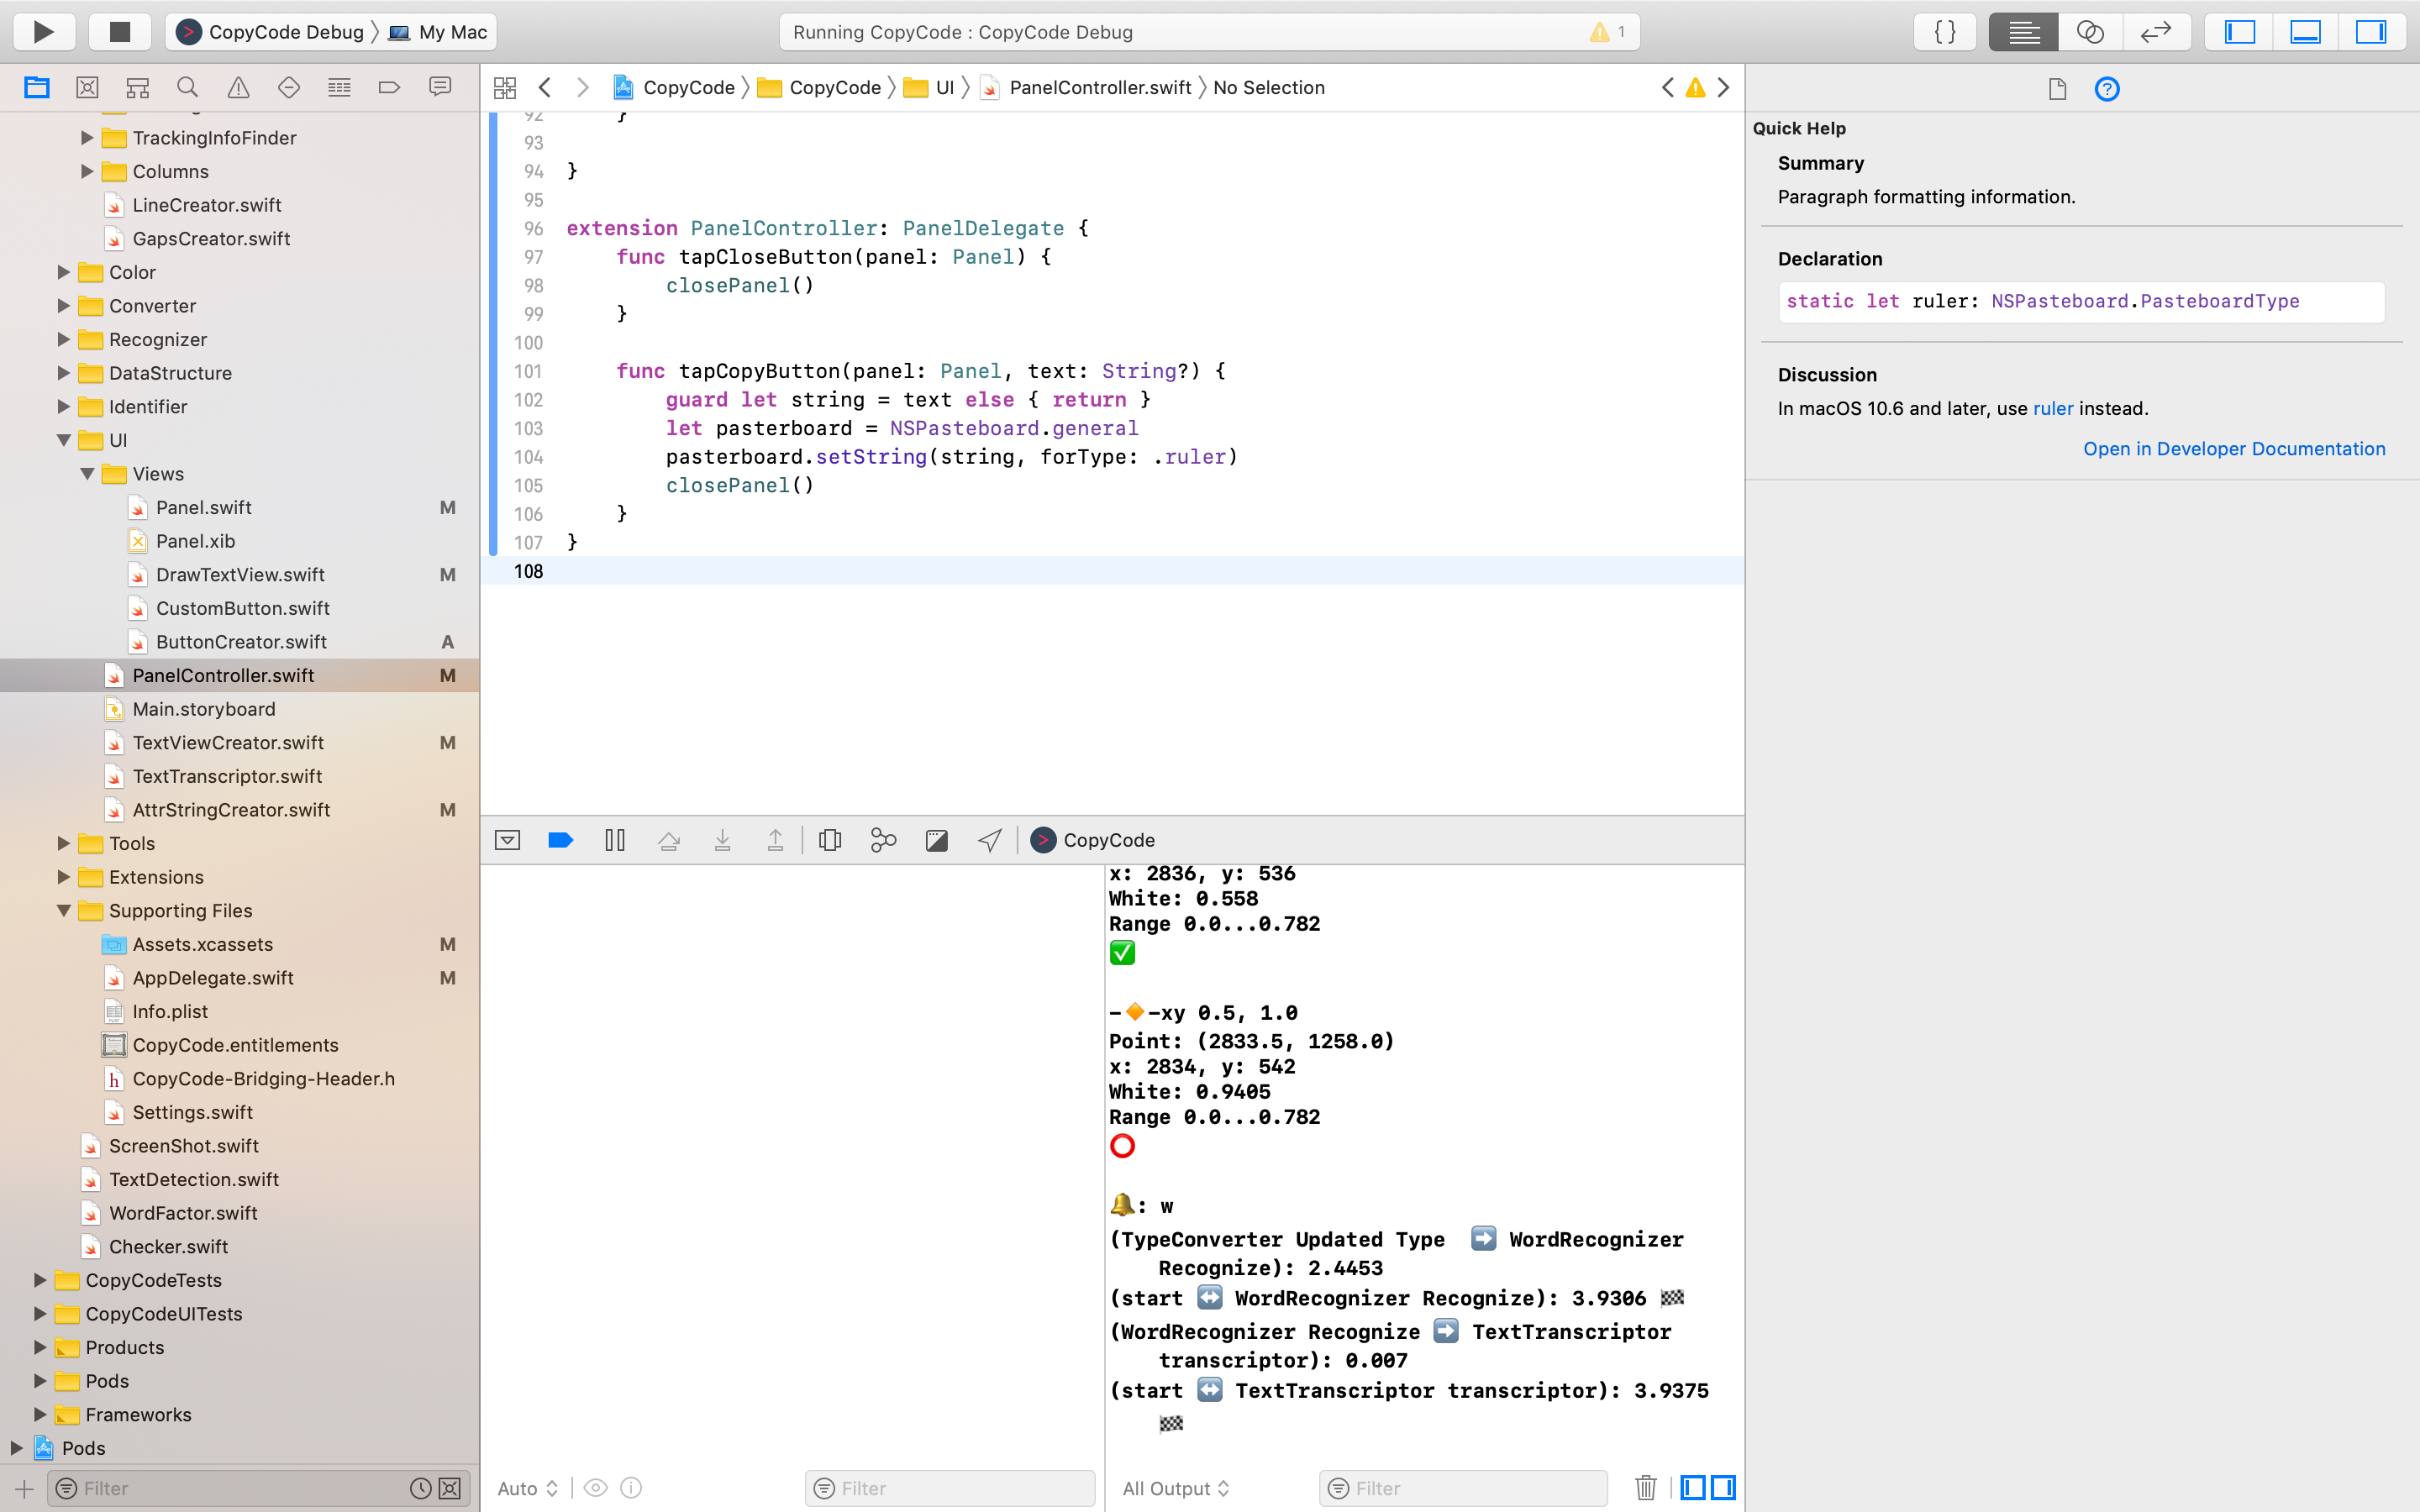 CopyCode Debug 〉 My Mac
Running CopyCode : CopyCode Debug
1
{}
CopyCode 〉 CopyCode 〉 UI 〉 PanelController.swift 〉 No Selection
TrackingInfoFinder
Columns
LineCreator.swift
GapsCreator.swift
Color
Converter
Recognizer
DataStructure
Identifier
UI
Views
Panel.swift M
Panel.xib
DrawTextView.swift M
CustomButton.swift
ButtonCreator.swift A
PanelController.swift M
Main.storyboard
TextViewCreator.swift M
TextTranscriptor.swift
AttrStringCreator.swift M
Tools
Extensions
Supporting Files
Assets.xcassets M
AppDelegate.swift M
Info.plist
CopyCode.entitlements
CopyCode-Bridging-Header.h
Settings.swift
ScreenShot.swift
TextDetection.swift
WordFactor.swift
Checker.swift
CopyCodeTests
CopyCodeUITests
Products
Pods
Frameworks
Pods
Filter
92     }
93
94 }
95
96 extension PanelController: PanelDelegate {
97     func tapCloseButton(panel: Panel) {
98         closePanel()
99     }
100
101     func tapCopyButton(panel: Panel, text: String?) {
102         guard let string = text else { return }
103         let pasterboard = NSPasteboard.general
104         pasterboard.setString(string, forType: .ruler)
105         closePanel()
106     }
107 }
108
CopyCode
x: 2836, y: 536
White: 0.558
Range 0.0...0.782
✅
-🔸-xy 0.5, 1.0
Point: (2833.5, 1258.0)
x: 2834, y: 542
White: 0.9405
Range 0.0...0.782
⭕
🔔: w
(TypeConverter Updated Type ➡️ WordRecognizer
Recognize): 2.4453
(start ↔️ WordRecognizer Recognize): 3.9306 🏁
(WordRecognizer Recognize ➡️ TextTranscriptor
transcriptor): 0.007
(start ↔️ TextTranscriptor transcriptor): 3.9375
🏁
Auto
Filter
All Output
Filter
Quick Help
Summary
Paragraph formatting information.
Declaration
static let ruler: NSPasteboard.PasteboardType
Discussion
In macOS 10.6 and later, use ruler instead.
Open in Developer Documentation